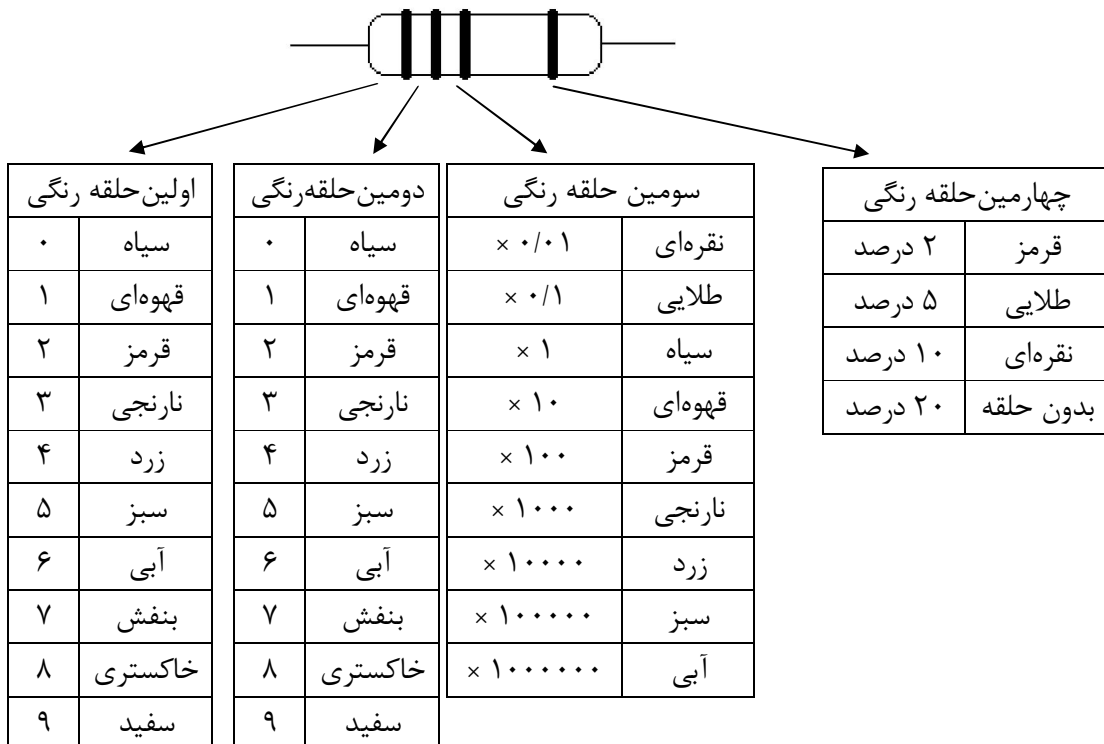 اولین‌حلقه رنگی
سیاه ۰
قهوه‌ای ۱
قرمز ۲
نارنجی ۳
زرد ۴
سبز ۵
آبی ۶
بنفش ۷
خاکستری ۸
سفید ۹
دومین‌حلقه‌رنگی
سیاه ۰
قهوه‌ای ۱
قرمز ۲
نارنجی ۳
زرد ۴
سبز ۵
آبی ۶
بنفش ۷
خاکستری ۸
سفید ۹
سومین حلقه رنگی
نقره‌ای × ۰/۰۱
طلایی × ۰/۱
سیاه × ۱
قهوه‌ای × ۱۰
قرمز × ۱۰۰
نارنجی × ۱۰۰۰
زرد × ۱۰۰۰۰
سبز × ۱۰۰۰۰۰
آبی × ۱۰۰۰۰۰۰
چهارمین‌حلقه رنگی
قرمز ۲ درصد
طلایی ۵ درصد
نقره‌ای ۱۰ درصد
بدون حلقه ۲۰ درصد